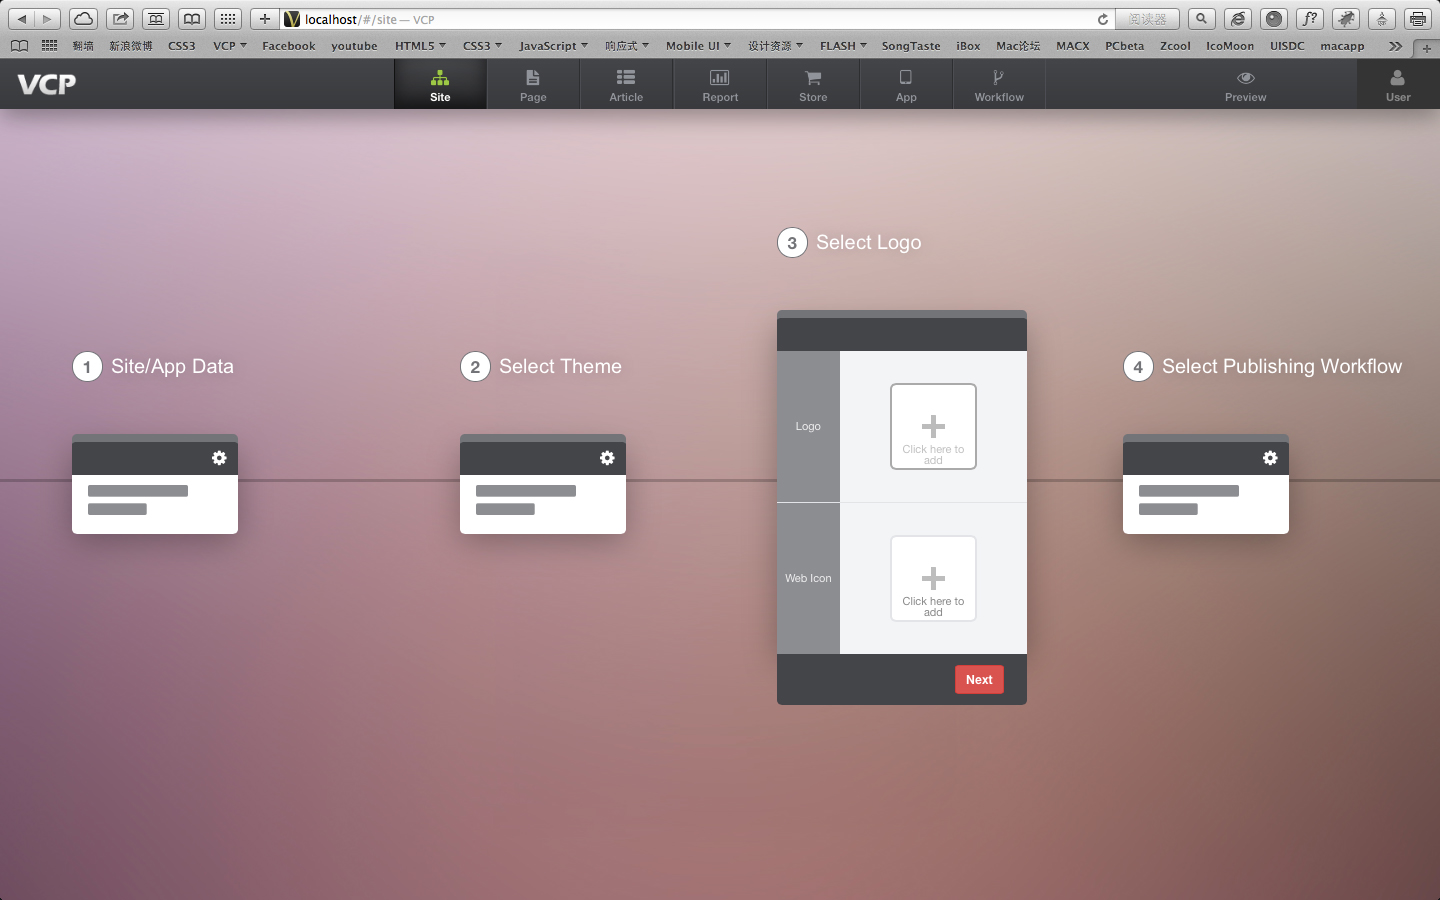 localhost/#/site — VCP
阅读器
翻墙 新浪微博 CSS3 VCP Facebook youtube HTML5 CSS3 JavaScript 响应式 Mobile UI 设计资源 FLASH SongTaste iBox Mac论坛 MACX PCbeta Zcool IcoMoon UISDC macapp
VCP
Site Page Article Report Store App Workflow Preview User
3 Select Logo
1 Site/App Data
2 Select Theme
4 Select Publishing Workflow
Logo
Click here to
add
Web Icon
Click here to
add
Next